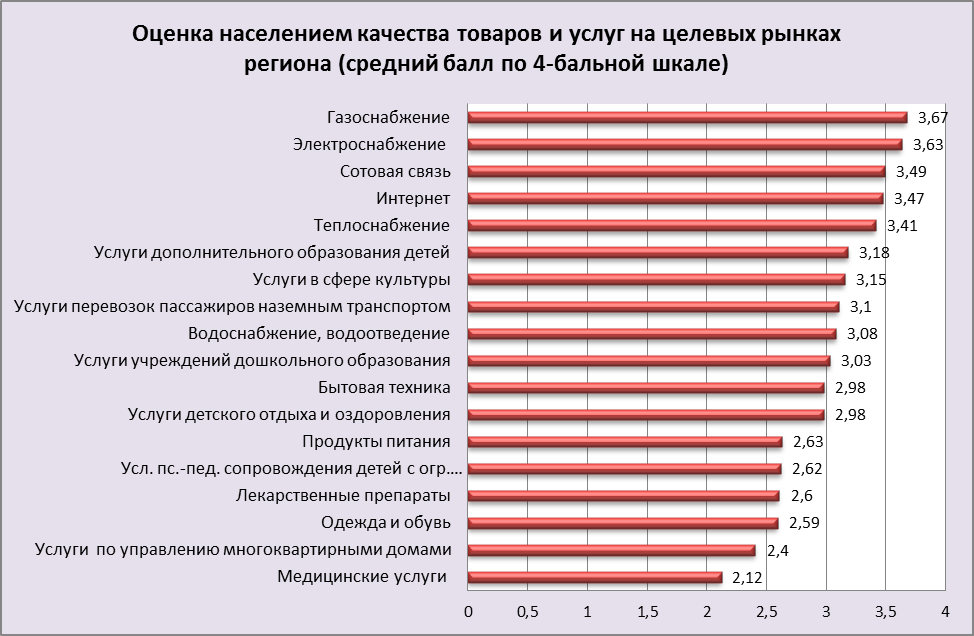 Оценка населением качества товаров и услуг на целевых рынках
региона (средний балл по 4-бальной шкале)
Газоснабжение 3,67
Электроснабжение 3,63
Сотовая связь 3,49
Интернет 3,47
Теплоснабжение 3,41
Услуги дополнительного образования детей 3,18
Услуги в сфере культуры 3,15
Услуги перевозок пассажиров наземным транспортом 3,1
Водоснабжение, водоотведение 3,08
Услуги учреждений дошкольного образования 3,03
Бытовая техника 2,98
Услуги детского отдыха и оздоровления 2,98
Продукты питания 2,63
Усл. пс.-пед. сопровождения детей с огр.… 2,62
Лекарственные препараты 2,6
Одежда и обувь 2,59
Услуги по управлению многоквартирными домами 2,4
Медицинские услуги 2,12
0 0,5 1 1,5 2 2,5 3 3,5 4